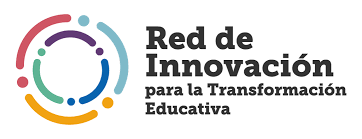 Red de
Innovación
para la Transformación
Educativa